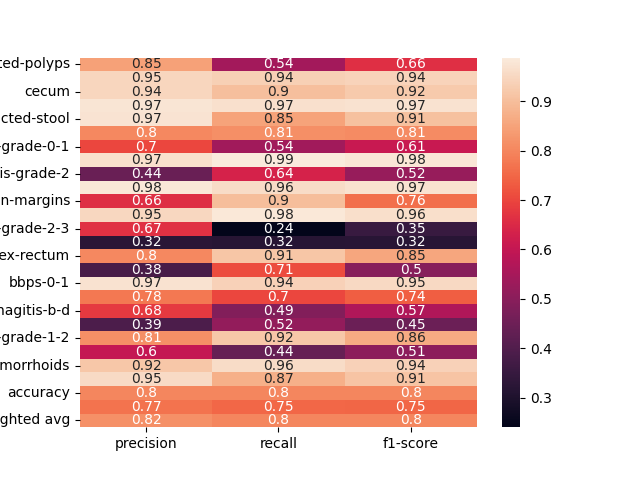 ted-polyps 0.85 0.54 0.66
0.95 0.94 0.94
cecum 0.94 0.9 0.92
0.97 0.97 0.97
cted-stool 0.97 0.85 0.91
0.8 0.81 0.81
-grade-0-1 0.7 0.54 0.61
0.97 0.99 0.98
is-grade-2 0.44 0.64 0.52
0.98 0.96 0.97
n-margins 0.66 0.9 0.76
0.95 0.98 0.96
-grade-2-3 0.67 0.24 0.35
0.32 0.32 0.32
ex-rectum 0.8 0.91 0.85
0.38 0.71 0.5
bbps-0-1 0.97 0.94 0.95
0.78 0.7 0.74
nagitis-b-d 0.68 0.49 0.57
0.39 0.52 0.45
-grade-1-2 0.81 0.92 0.86
0.6 0.44 0.51
morrhoids 0.92 0.96 0.94
0.95 0.87 0.91
accuracy 0.8 0.8 0.8
0.77 0.75 0.75
ghted avg 0.82 0.8 0.8
precision recall f1-score
0.9
0.8
0.7
0.6
0.5
0.4
0.3